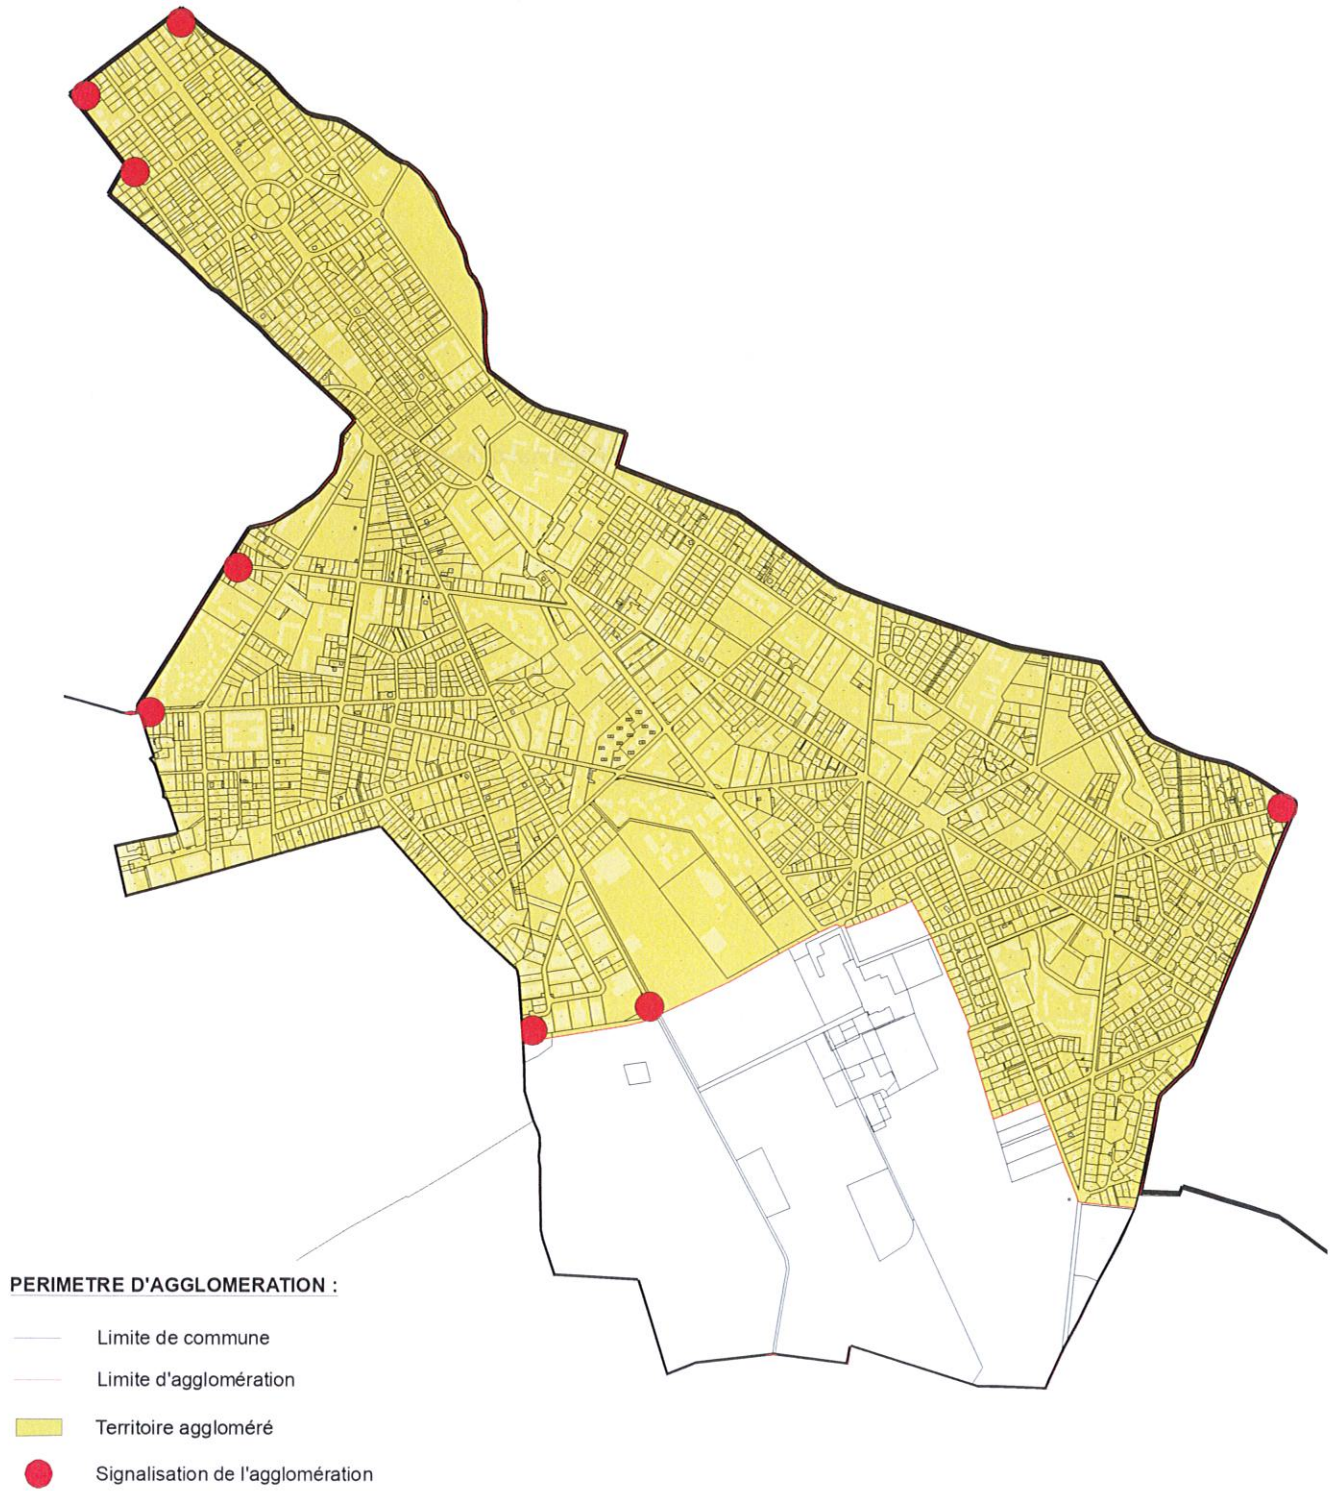 PERIMETRE D'AGGLOMERATION :
Limite de commune
Limite d'agglomération
Territoire aggloméré
Signalisation de l'agglomération